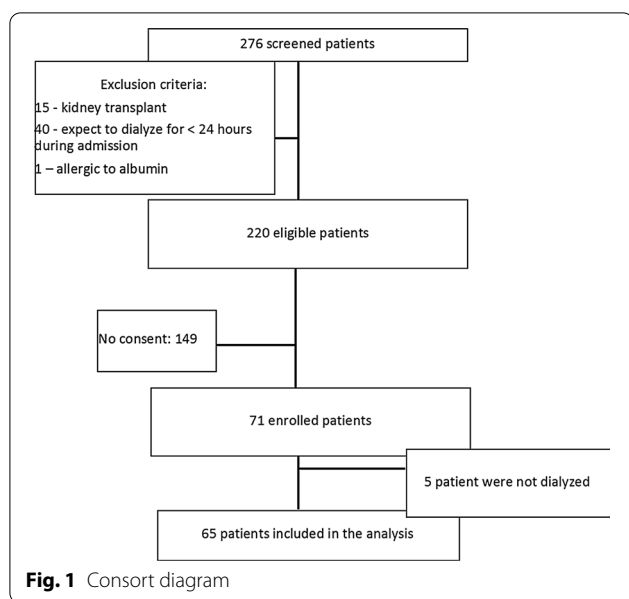 276 screened patients
Exclusion criteria:
15 - kidney transplant
40 - expect to dialyze for < 24 hours
during admission
1 – allergic to albumin
220 eligible patients
No consent: 149
71 enrolled patients
5 patient were not dialyzed
65 patients included in the analysis
Fig. 1 Consort diagram